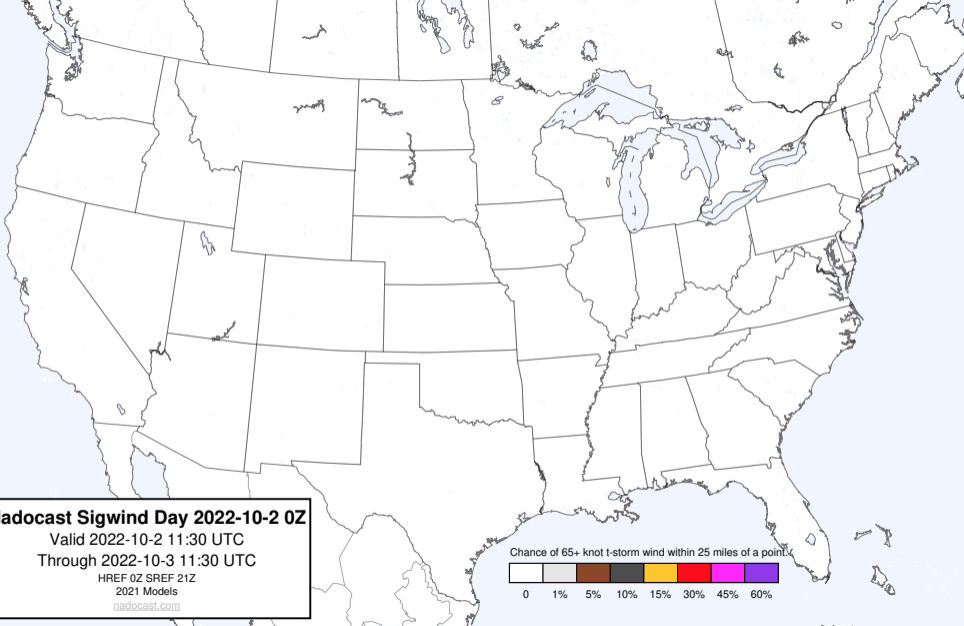 adocast Sigwind Day 2022-10-2 0Z
Valid 2022-10-2 11:30 UTC
Through 2022-10-3 11:30 UTC
HREF 0Z SREF 21Z
2021 Models
nadocast.com
Chance of 65+ knot t-storm wind within 25 miles of a point.
0 1% 5% 10% 15% 30% 45% 60%